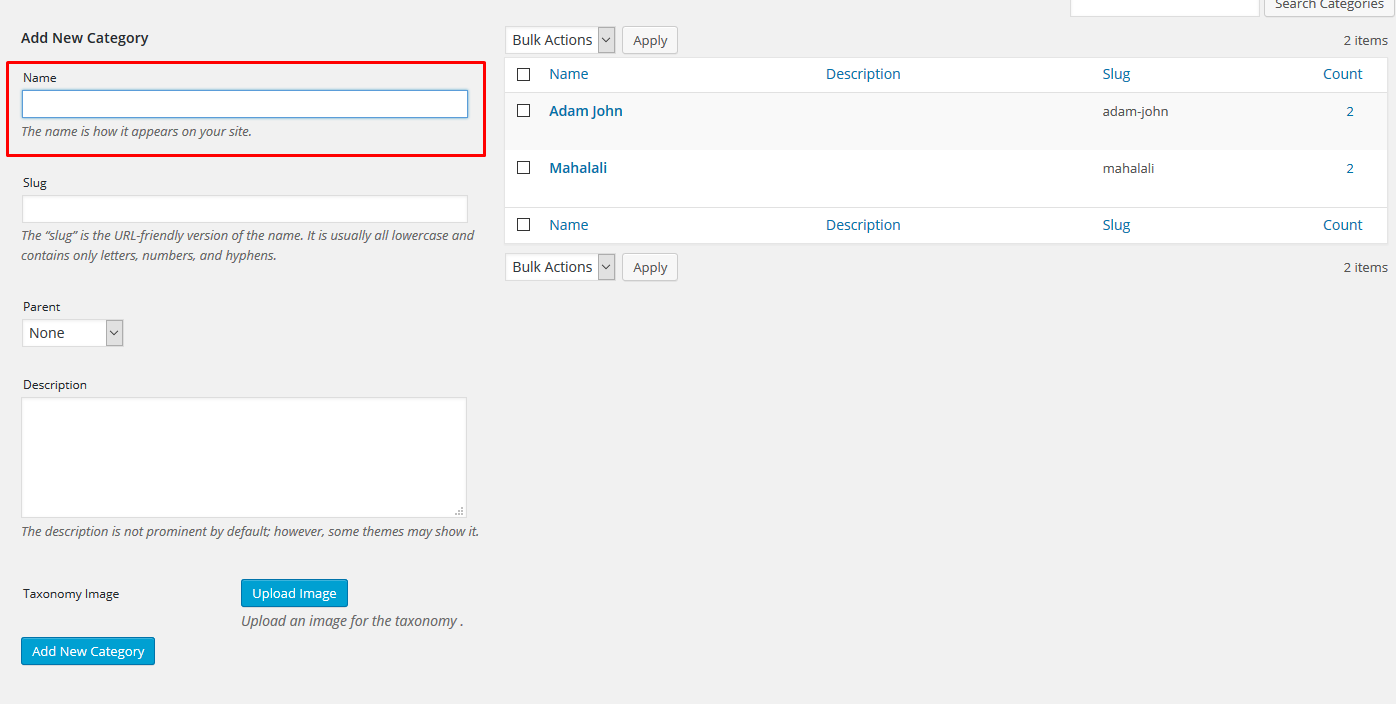 Search Categories
Add New Category
Name
The name is how it appears on your site.
Slug
The “slug” is the URL-friendly version of the name. It is usually all lowercase and
contains only letters, numbers, and hyphens.
Parent
None
Description
The description is not prominent by default; however, some themes may show it.
Taxonomy Image
Upload Image
Upload an image for the taxonomy .
Add New Category
Bulk Actions Apply 2 items
Name Description Slug Count
Adam John adam-john 2
Mahalali mahalali 2
Name Description Slug Count
Bulk Actions Apply 2 items